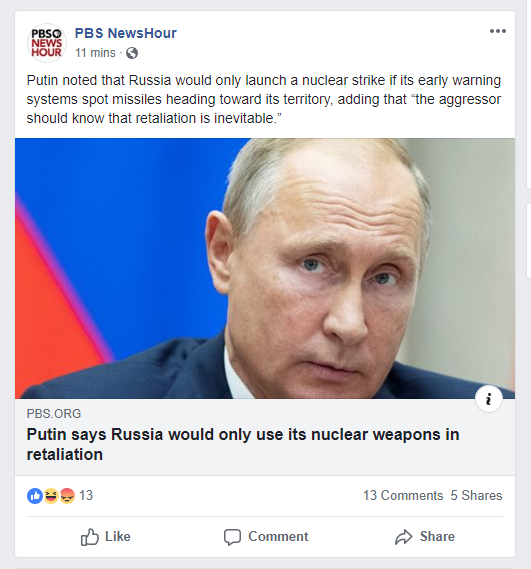 PBS
NEWS
HOUR
PBS NewsHour
11 mins ·
Putin noted that Russia would only launch a nuclear strike if its early warning
systems spot missiles heading toward its territory, adding that “the aggressor
should know that retaliation is inevitable.”
i
PBS.ORG
Putin says Russia would only use its nuclear weapons in
retaliation
13
13 Comments 5 Shares
Like
Comment
Share